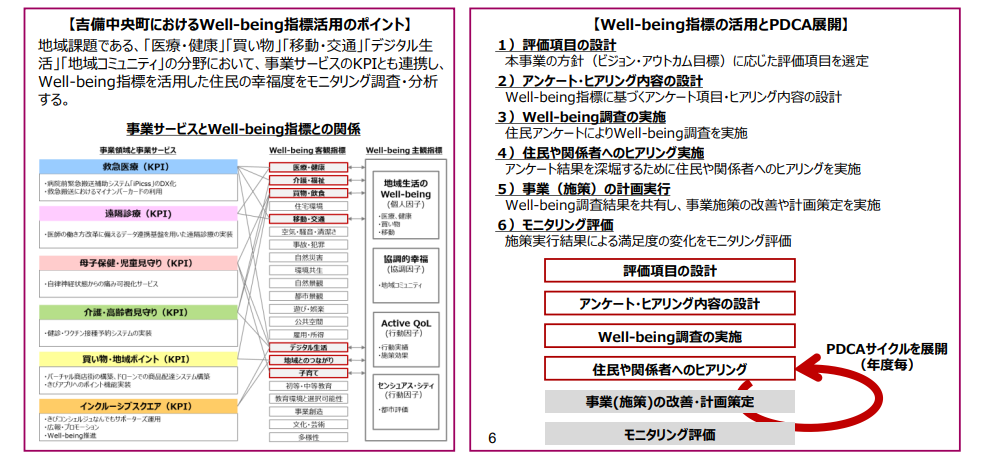 【吉備中央町におけるWell-being指標活用のポイント】
地域課題である、「医療・健康」「買い物」「移動・交通」「デジタル生
活」「地域コミュニティ」の分野において、事業サービスのKPIとも連携し、
Well-being指標を活用した住民の幸福度をモニタリング調査・分析
する。
事業サービスとWell-being指標との関係
事業領域と事業サービス
救急医療（KPI）
・病院前緊急搬送補助システム「iPicss」のDX化
・救急搬送におけるマイナンバーカードの利用
遠隔診療（KPI）
・医師の働き方改革に備えるデータ連携基盤を用いた遠隔診療の実装
母子保健・児童見守り（KPI）
・自律神経状態からの痛み可視化サービス
介護・高齢者見守り（KPI）
・健診・ワクチン接種予約システムの実装
買い物・地域ポイント（KPI）
・バーチャル商店街の構築、ドローンでの商品配達システム構築
・きびアプリへのポイント機能実装
インクルーシブスクエア（KPI）
・きびコンシェルジュなんでもサポーターズ運用
・広報・プロモーション
・Well-being推進
Well-being 客観指標
医療・健康
介護・福祉
買物・飲食
住宅環境
移動・交通
空気・騒音・清潔さ
事故・犯罪
自然災害
環境共生
自然景観
都市景観
遊び・娯楽
公共空間
雇用・所得
デジタル生活
地域とのつながり
子育て
初等・中等教育
教育環境と選択可能性
事業創造
文化・芸術
多様性
Well-being 主観指標
地域生活の
Well-being
（個人因子）
・医療、健康
・買い物
・移動
協調的幸福
（協調因子）
・地域コミュニティ
Active QoL
（行動因子）
・行動実績
・施策効果
センシュアス・シティ
（行動因子）
・都市評価
【Well-being指標の活用とPDCA展開】
１）評価項目の設計
本事業の方針（ビジョン・アウトカム目標）に応じた評価項目を選定
２）アンケート・ヒアリング内容の設計
Well-being指標に基づくアンケート項目・ヒアリング内容の設計
３）Well-being調査の実施
住民アンケートによりWell-being調査を実施
４）住民や関係者へのヒアリング実施
アンケート結果を深堀するために住民や関係者へのヒアリングを実施
５）事業（施策）の計画実行
Well-being調査結果を共有し、事業施策の改善や計画策定を実施
６）モニタリング評価
施策実行結果による満足度の変化をモニタリング評価
評価項目の設計
アンケート・ヒアリング内容の設計
Well-being調査の実施
住民や関係者へのヒアリング
事業(施策)の改善・計画策定
モニタリング評価
PDCAサイクルを展開
（年度毎）
6